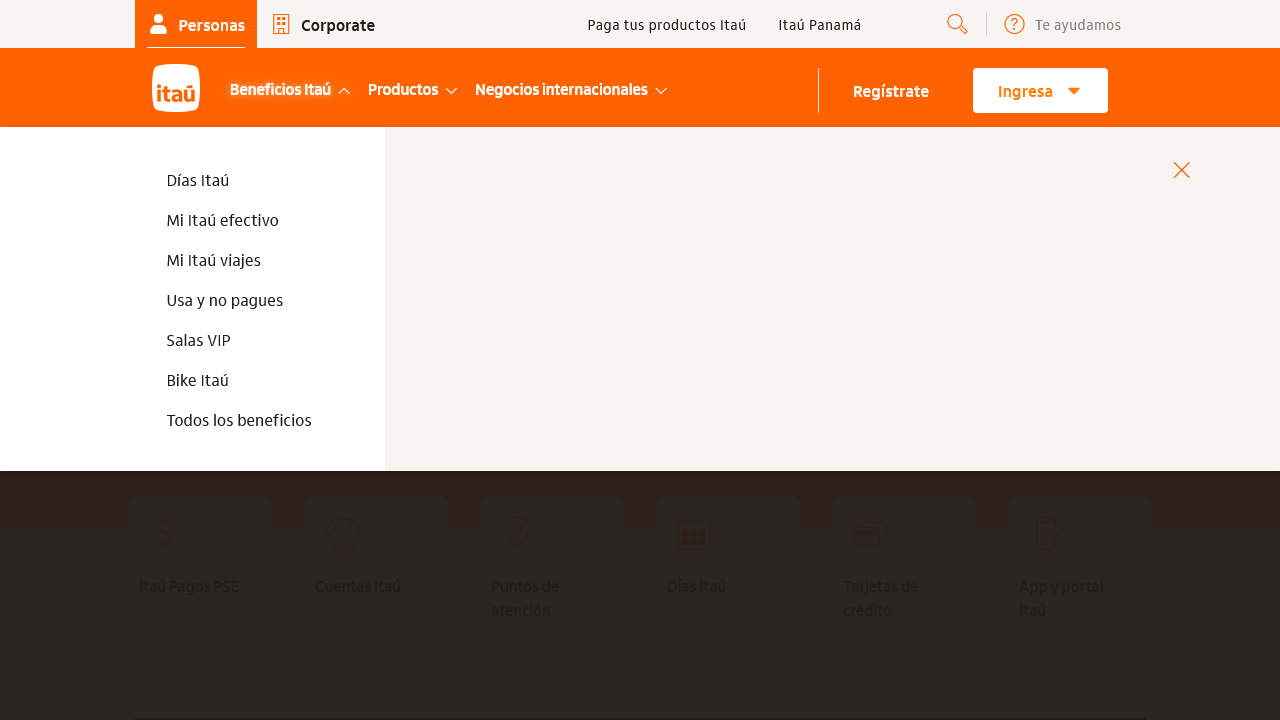 Personas
Corporate
Paga tus productos Itaú
Itaú Panamá
Te ayudamos
itaú
Beneficios Itaú
Productos
Negocios internacionales
Regístrate
Ingresa
Días Itaú
Mi Itaú efectivo
Mi Itaú viajes
Usa y no pagues
Salas VIP
Bike Itaú
Todos los beneficios
Itaú Pagos PSE
Cuentas Itaú
Puntos de
atención
Días Itaú
Tarjetas de
crédito
App y portal
Itaú